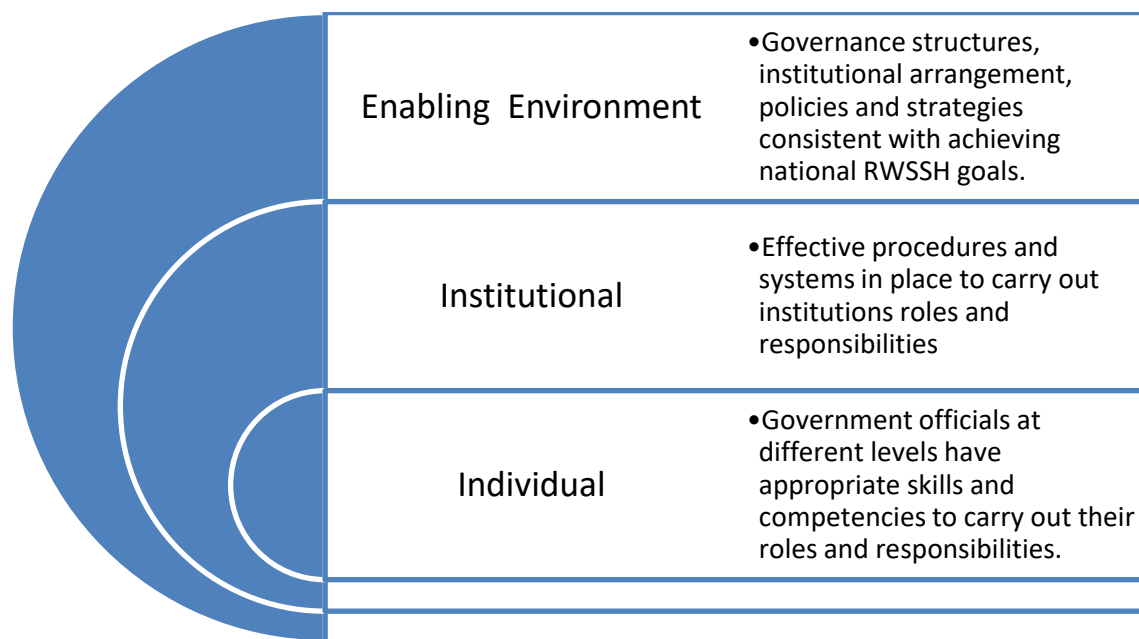 Enabling  Environment
•Governance structures,
institutional arrangement,
policies and strategies
consistent with achieving
national RWSSH goals.
Institutional
•Effective procedures and
systems in place to carry out
institutions roles and
responsibilities
Individual
•Government officials at
different levels have
appropriate skills and
competencies to carry out their
roles and responsibilities.